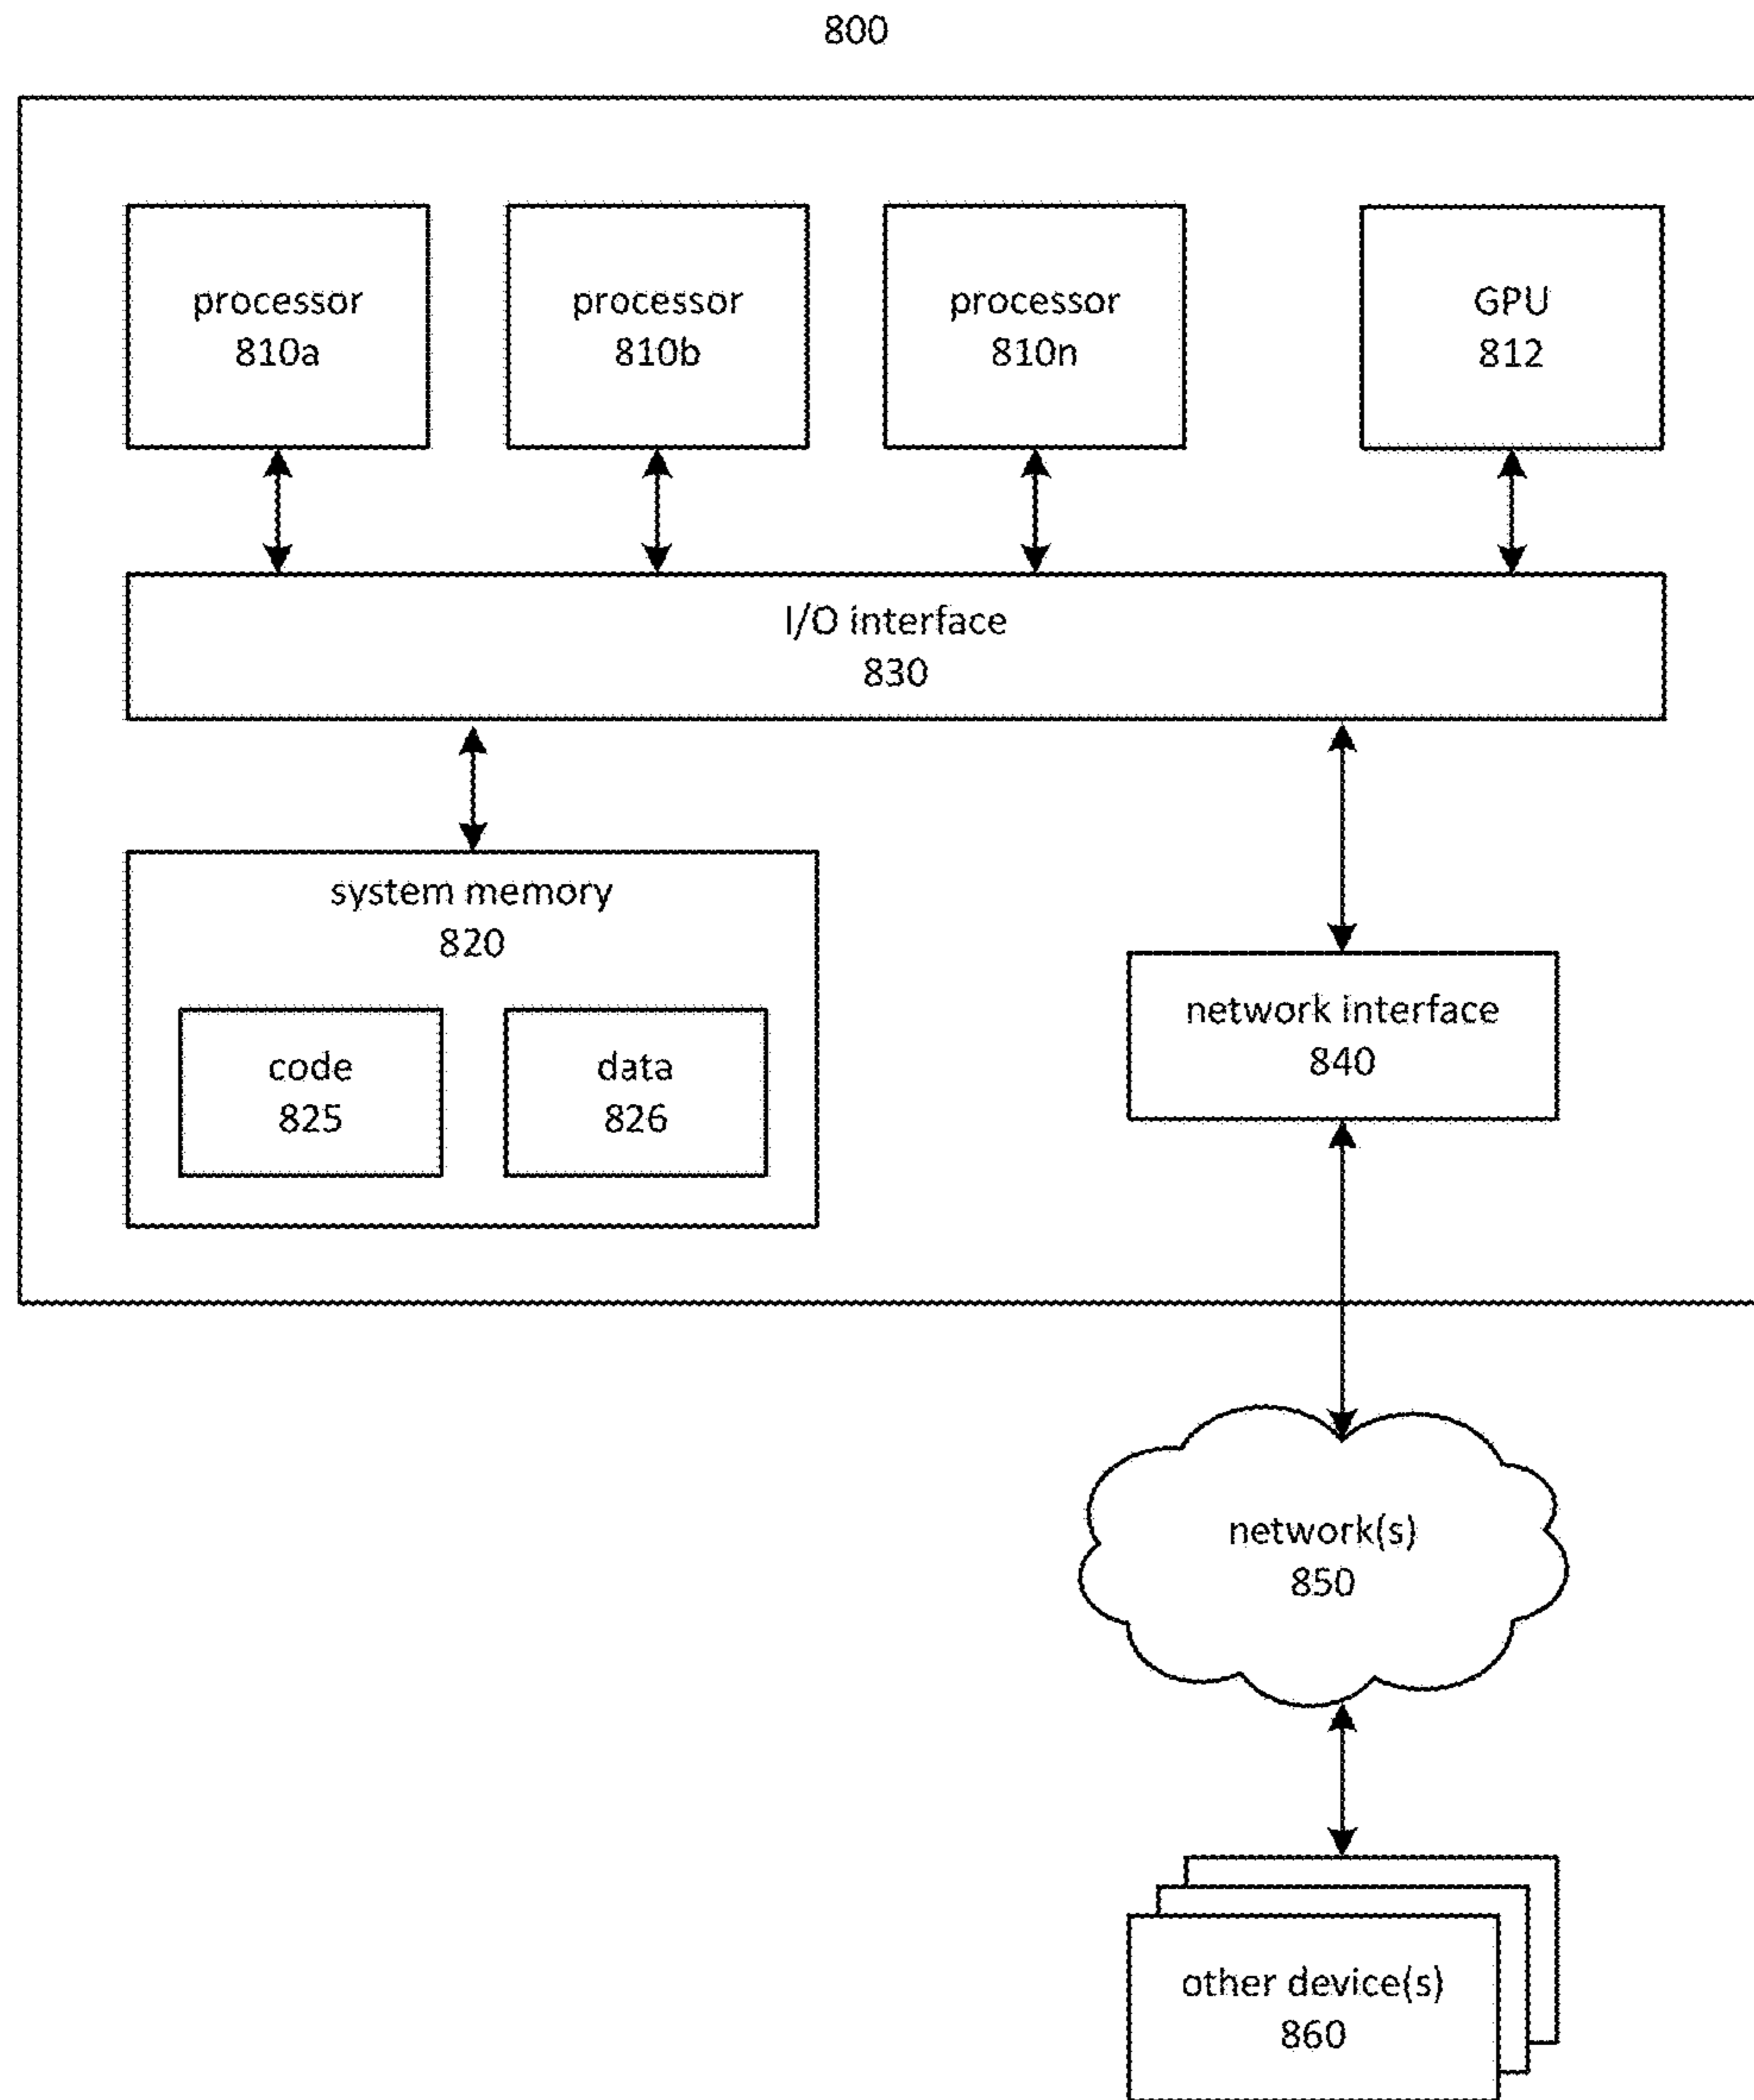 800
processor
810a
processor
810b
processor
810n
GPU
812
I/O interface
830
system memory
820
code
825
data
826
network interface
840
network(s)
850
other device(s)
860